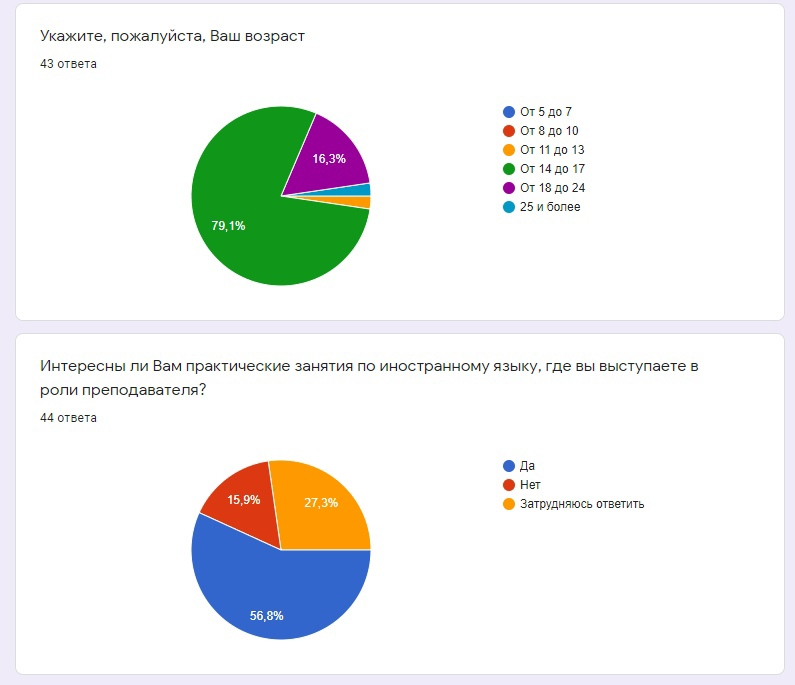 Укажите, пожалуйста, Ваш возраст
43 ответа
От 5 до 7
От 8 до 10
От 11 до 13
От 14 до 17
От 18 до 24
25 и более
16,3%
79,1%
Интересны ли Вам практические занятия по иностранному языку, где вы выступаете в
роли преподавателя?
44 ответа
Да
Нет
Затрудняюсь ответить
15,9%
27,3%
56,8%